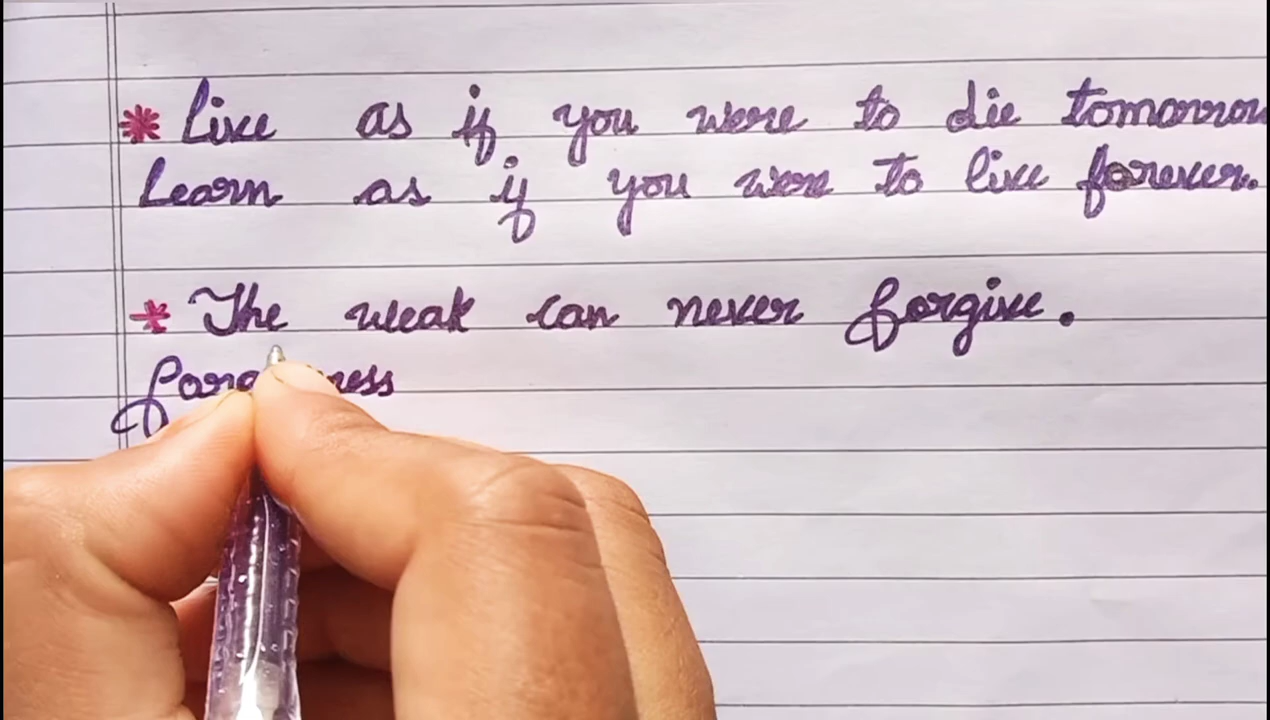 * Live as if you were to die tomorrow
Learn as if you were to live forever.
* The weak can never forgive.